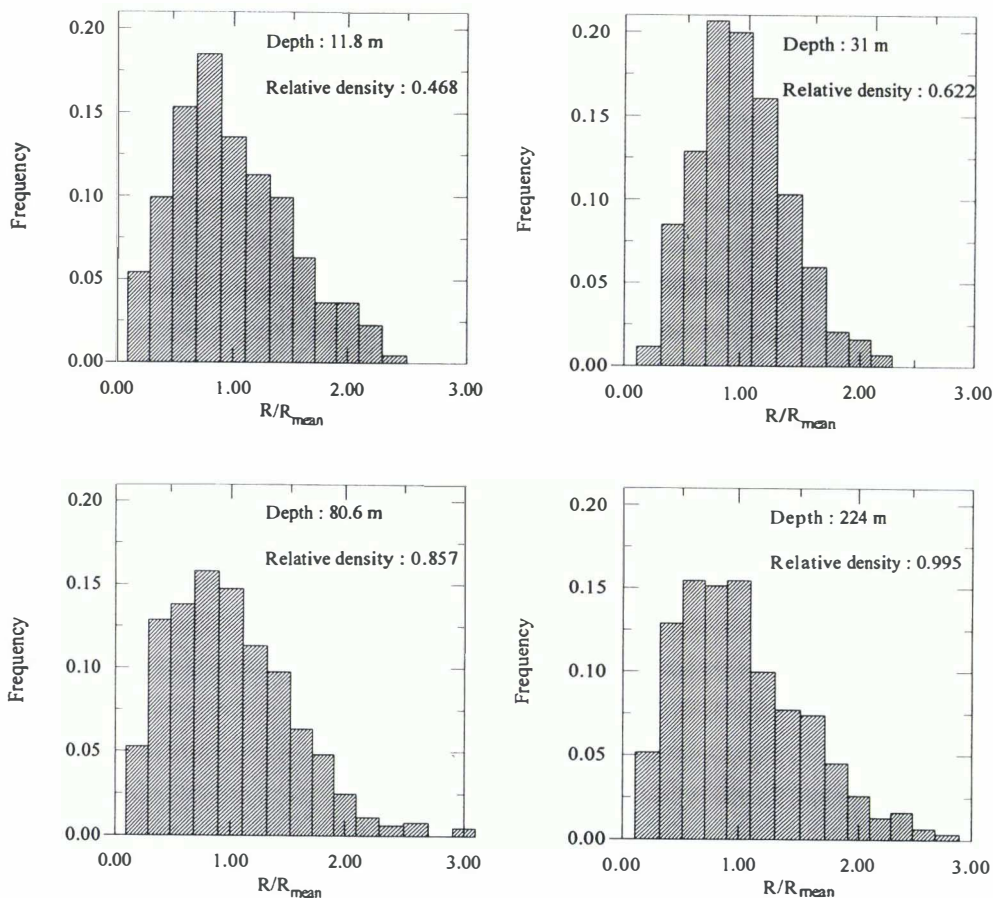 0.20
Depth : 11.8 m
Relative density : 0.468
0.15
Frequency
0.10
0.05
0.00
0.00 1.00 2.00 3.00
R/Rmean
0.20
Depth : 31 m
Relative density : 0.622
0.15
Frequency
0.10
0.05
0.00
0.00 1.00 2.00 3.00
R/Rmean
0.20
Depth : 80.6 m
Relative density : 0.857
0.15
Frequency
0.10
0.05
0.00
0.00 1.00 2.00 3.00
R/Rmean
0.20
Depth : 224 m
Relative density : 0.995
0.15
Frequency
0.10
0.05
0.00
0.00 1.00 2.00 3.00
R/Rmean